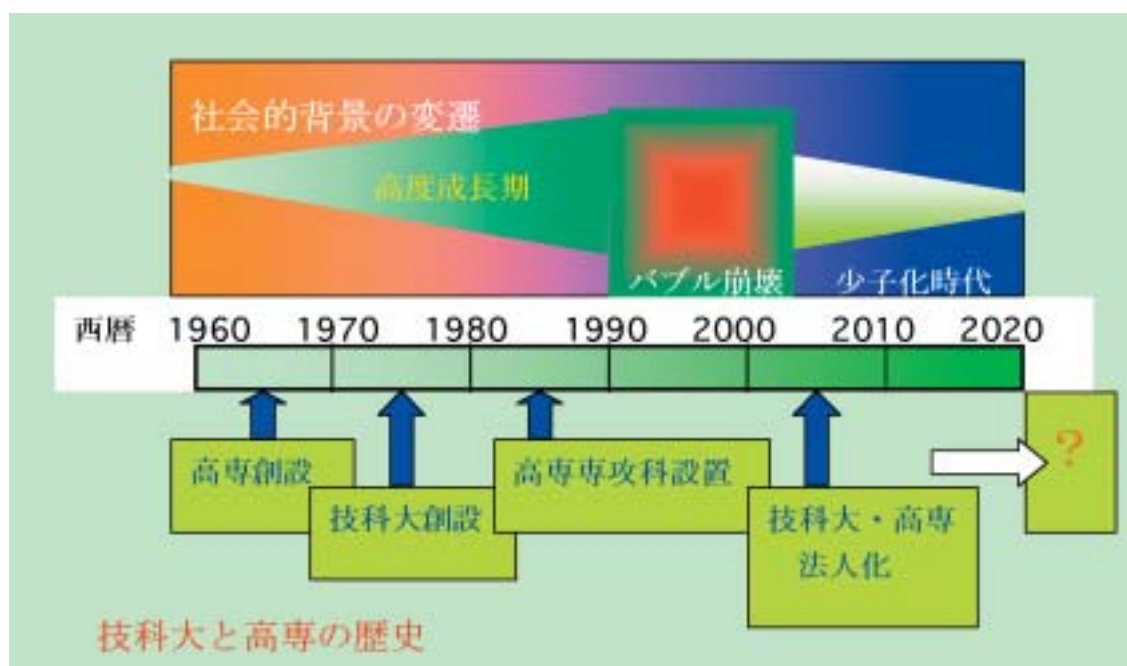 社会的背景の変遷
高度成長期
バブル崩壊
少子化時代
西暦 1960 1970 1980 1990 2000 2010 2020
高専創設
技科大創設
高専専攻科設置
技科大・高専
法人化
?
技科大と高専の歴史